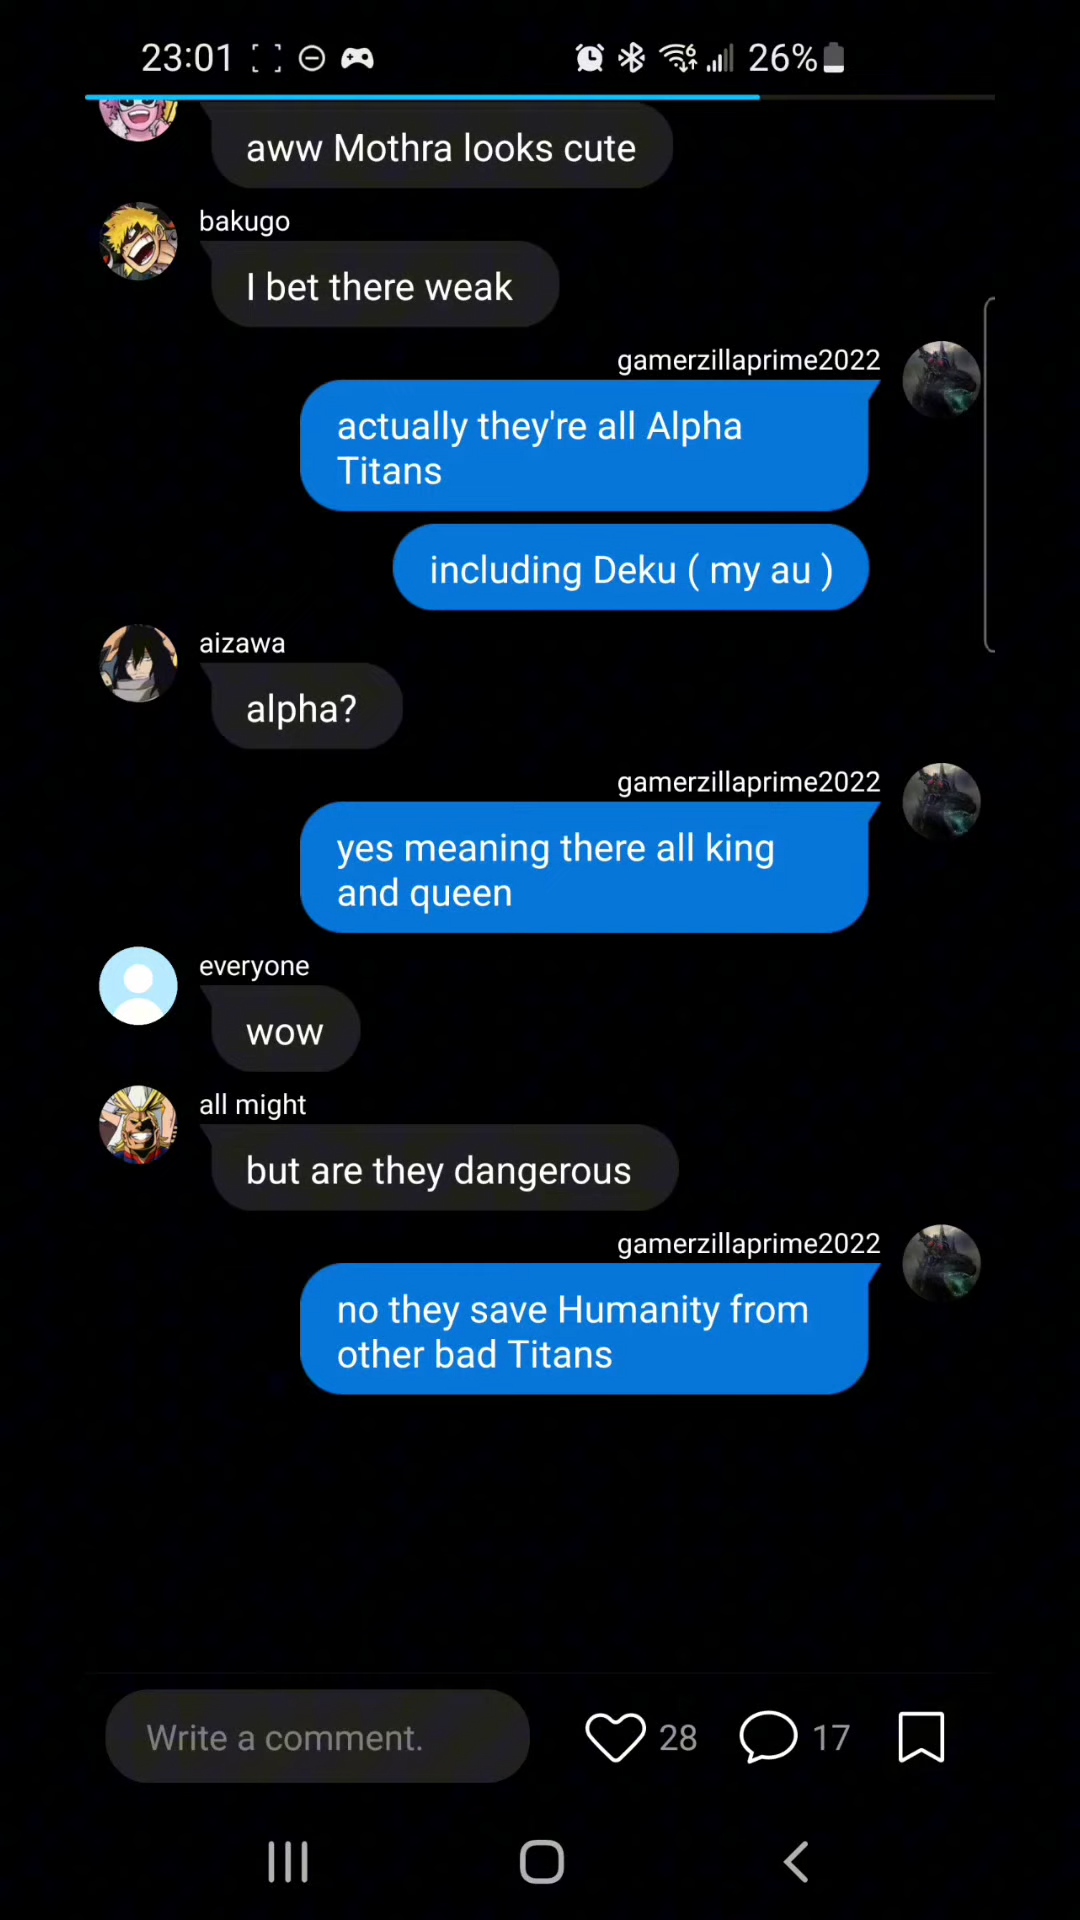 23:01
26%
aww Mothra looks cute
bakugo
I bet there weak
gamerzillaprime2022
actually they're all Alpha
Titans
including Deku ( my au )
aizawa
alpha?
gamerzillaprime2022
yes meaning there all king
and queen
everyone
wow
all might
but are they dangerous
gamerzillaprime2022
no they save Humanity from
other bad Titans
Write a comment.
28
17